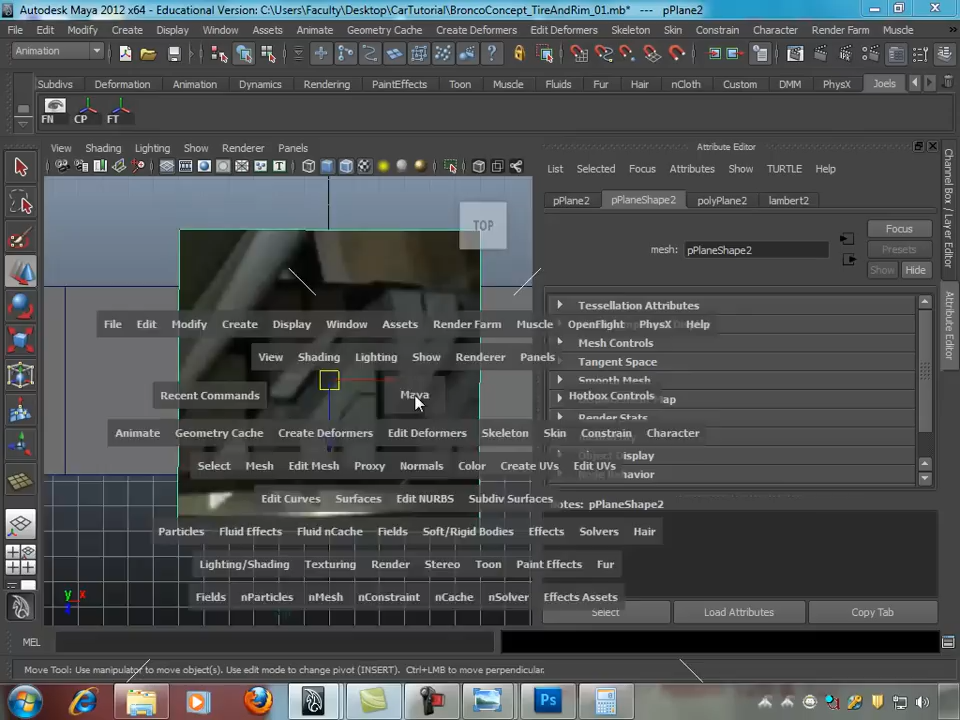 Autodesk Maya 2012 x64 - Educational Version: C:\Users\Faculty\Desktop\CarTutorial\BroncoConcept_TireAndRim_01.mb* --- pPlane2
File Edit Modify Create Display Window Assets Animate Geometry Cache Create Deformers Edit Deformers Skeleton Skin Constrain Character Render Farm Muscle
Animation
Subdivs Deformation Animation Dynamics Rendering PaintEffects Toon Muscle Fluids Fur Hair nCloth Custom DMM PhysX Joels
FN CP FT
View Shading Lighting Show Renderer Panels
Attribute Editor
List Selected Focus Attributes Show TURTLE Help
pPlane2 pPlaneShape2 polyPlane2 lambert2
TOP
Focus
mesh: pPlaneShape2
Presets
Show Hide
Channel Box / Layer Editor
Attribute Editor
Tessellation Attributes
File Edit Modify Create Display Window Assets Render Farm Muscle OpenFlight PhysX Help
Mesh Controls
View Shading Lighting Show Renderer Panels
Tangent Space
Smooth Mesh
Recent Commands Maya Hotbox Controls
Render Stats
Animate Geometry Cache Create Deformers Edit Deformers Skeleton Skin Constrain Character
Object Display
Select Mesh Edit Mesh Proxy Normals Color Create UVs Edit UVs
Edit Curves Surfaces Edit NURBS Subdiv Surfaces
Notes: pPlaneShape2
Particles Fluid Effects Fluid nCache Fields Soft/Rigid Bodies Effects Solvers Hair
Lighting/Shading Texturing Render Stereo Toon Paint Effects Fur
Fields nParticles nMesh nConstraint nCache nSolver Effects Assets
Select Load Attributes Copy Tab
y x
z
MEL
Move Tool: Use manipulator to move object(s). Use edit mode to change pivot (INSERT). Ctrl+LMB to move perpendicular.
Ps